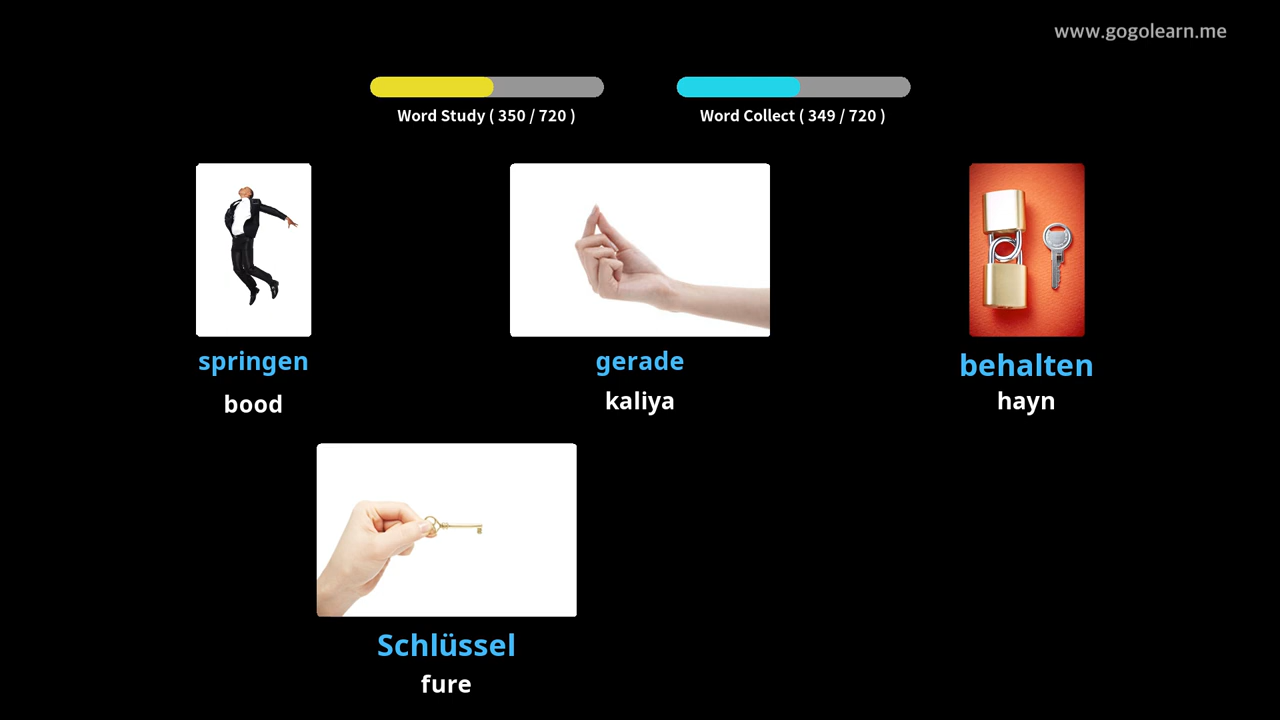 www.gogolearn.me
Word Study ( 350 / 720 )
Word Collect ( 349 / 720 )
springen
bood
gerade
kaliya
behalten
hayn
Schlüssel
fure